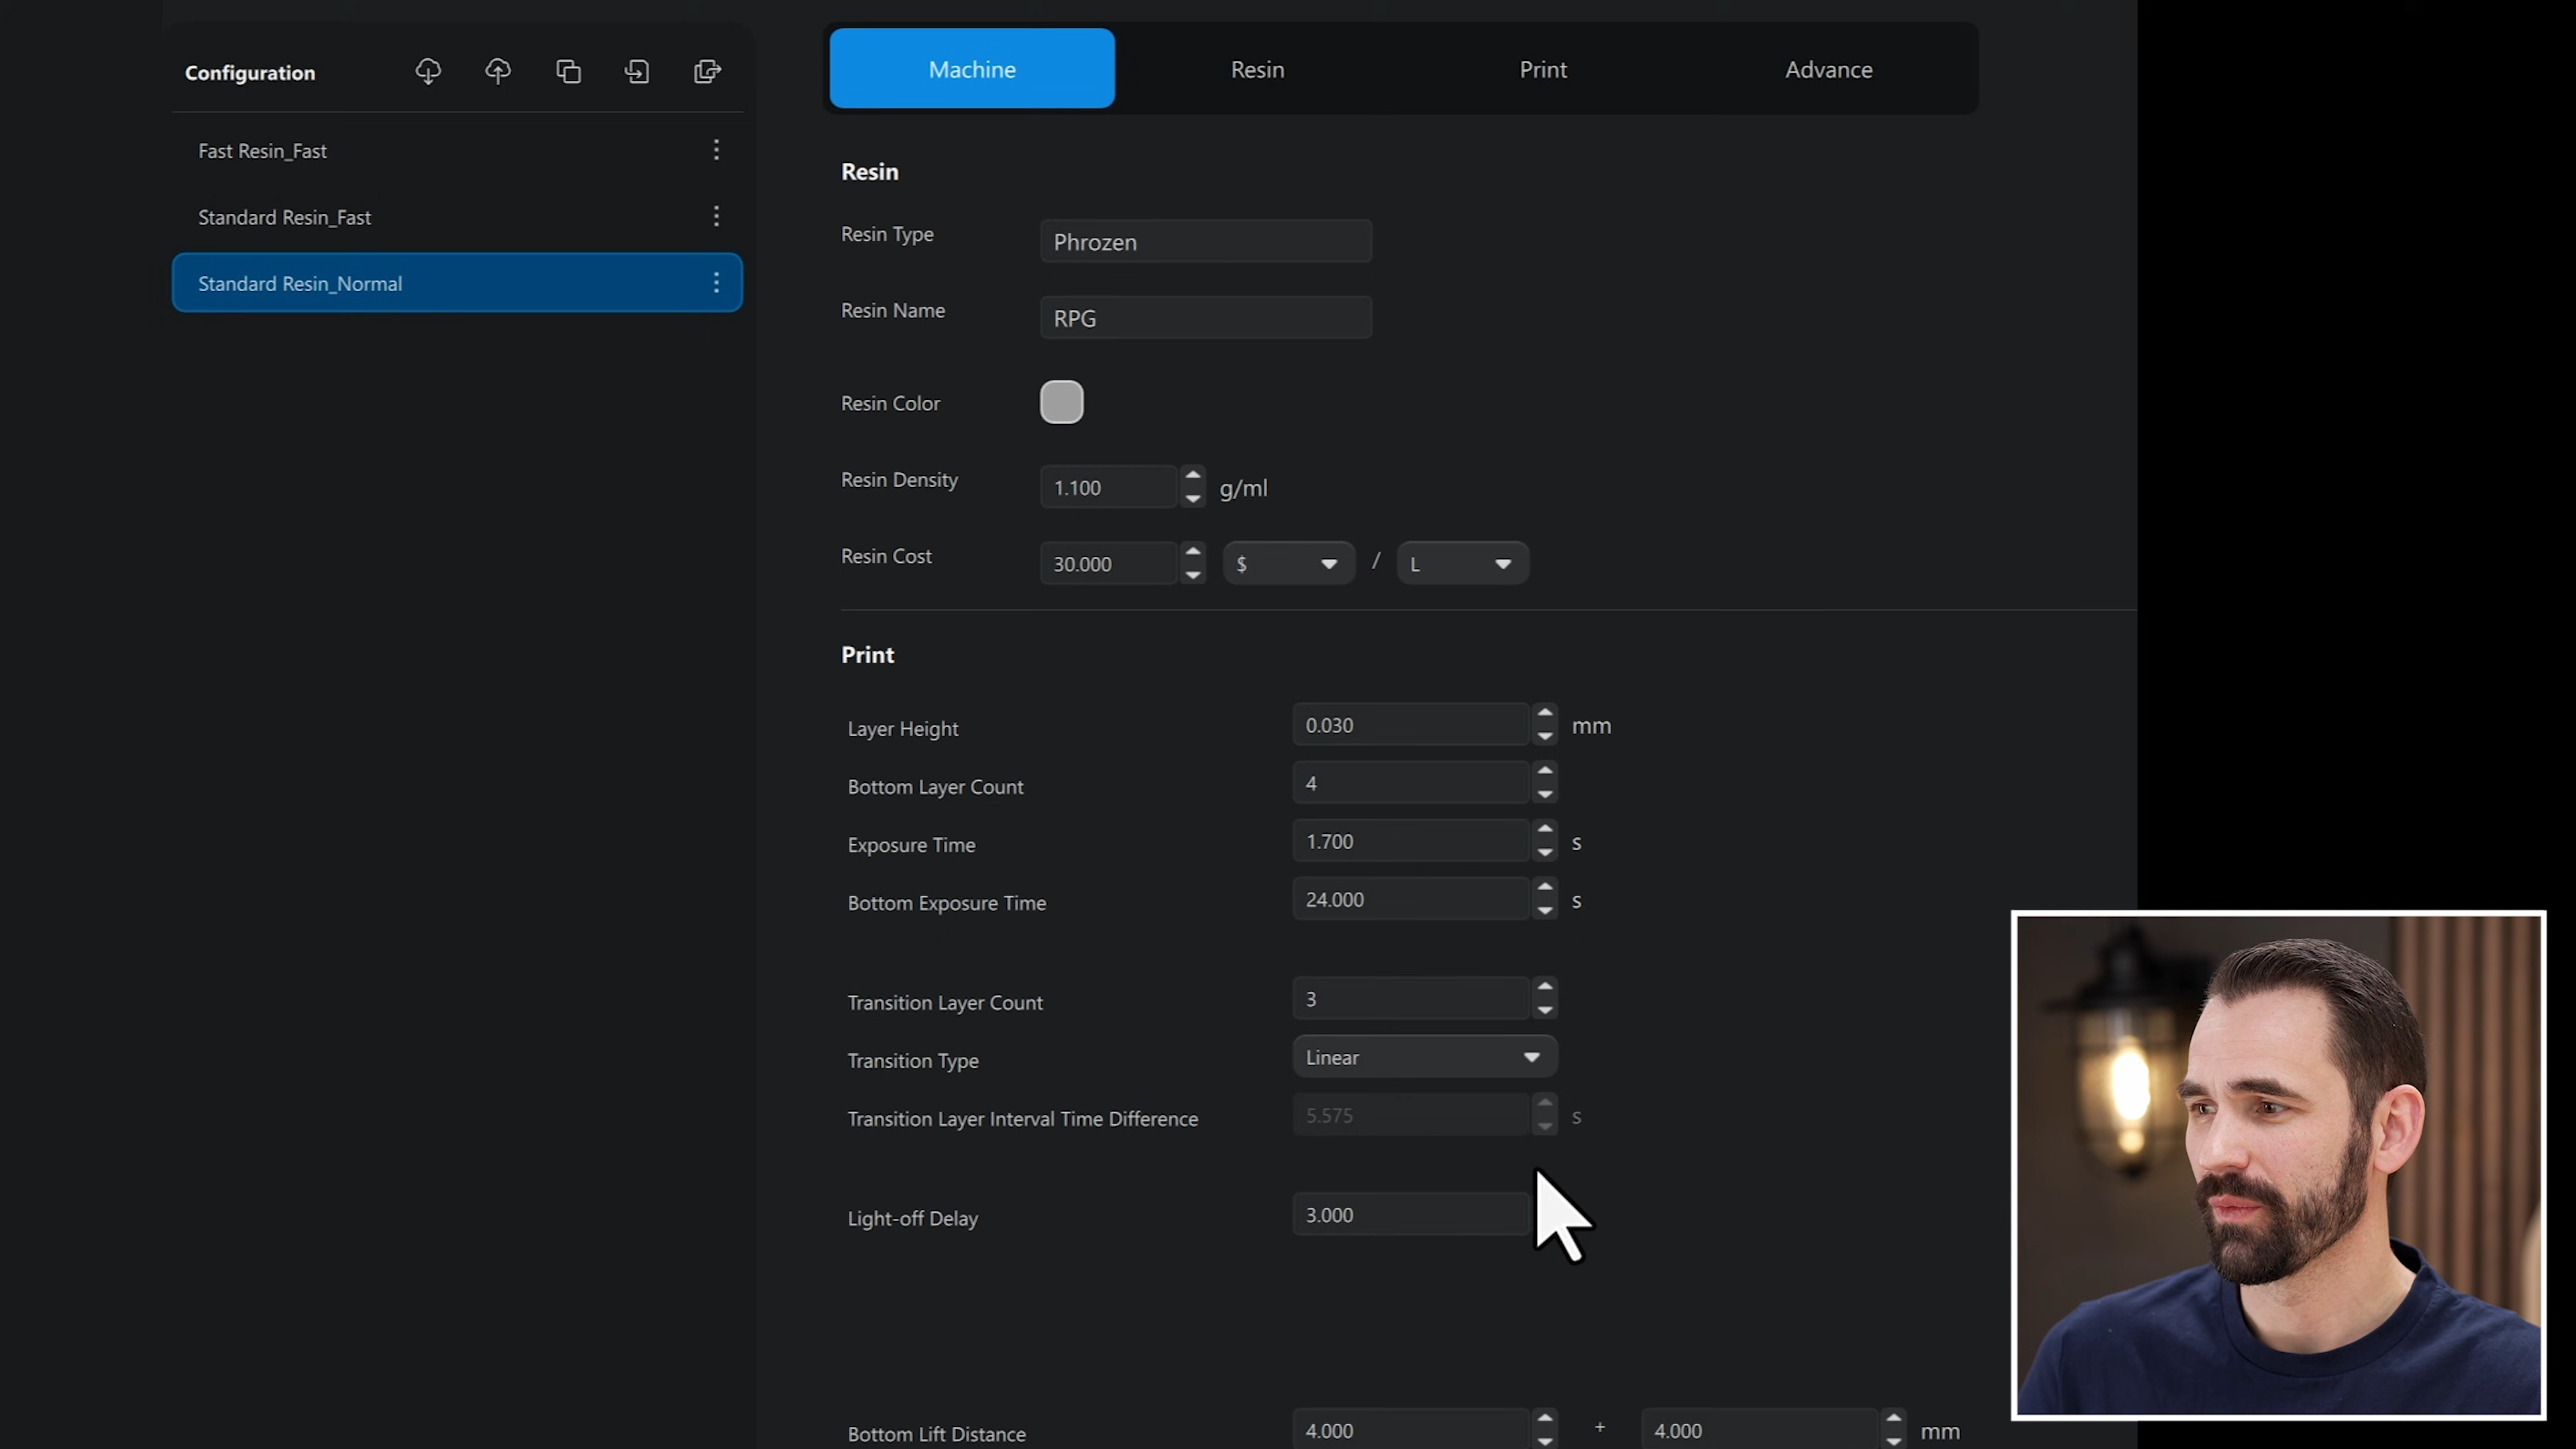 Configuration
Machine
Resin
Print
Advance
Fast Resin_Fast
Standard Resin_Fast
Standard Resin_Normal
Resin
Resin Type
Phrozen
Resin Name
RPG
Resin Color
Resin Density
1.100
g/ml
Resin Cost
30.000
$
/
L
Print
Layer Height
0.030
mm
Bottom Layer Count
4
Exposure Time
1.700
s
Bottom Exposure Time
24.000
s
Transition Layer Count
3
Transition Type
Linear
Transition Layer Interval Time Difference
5.575
s
Light-off Delay
3.000
Bottom Lift Distance
4.000
+
4.000
mm